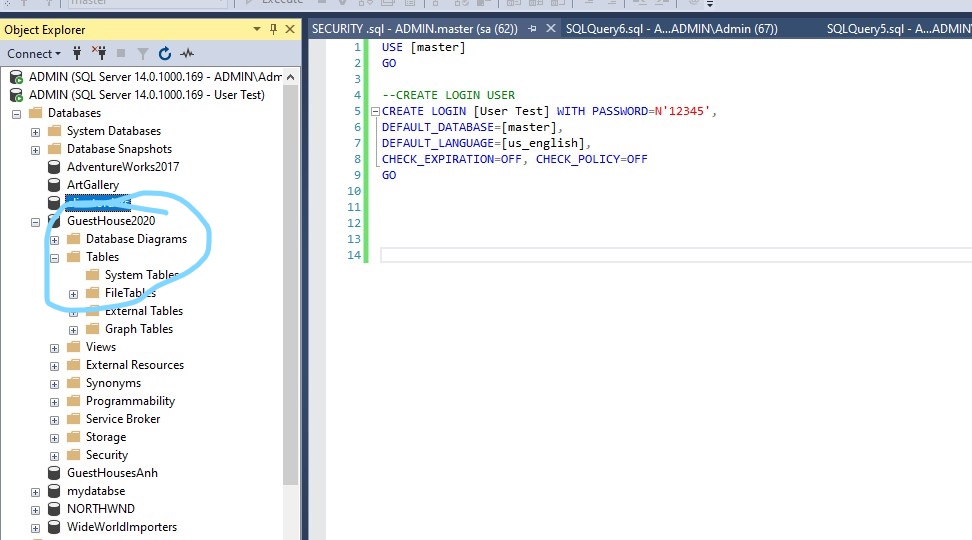 master
Execute
Object Explorer
Connect
ADMIN (SQL Server 14.0.1000.169 - ADMIN\Adm
ADMIN (SQL Server 14.0.1000.169 - User Test)
Databases
System Databases
Database Snapshots
AdventureWorks2017
ArtGallery
GuestHouse2020
Database Diagrams
Tables
System Tables
FileTables
External Tables
Graph Tables
Views
External Resources
Synonyms
Programmability
Service Broker
Storage
Security
GuestHousesAnh
mydatabse
NORTHWND
WideWorldImporters
SECURITY .sql - ADMIN.master (sa (62)) SQLQuery6.sql - A...ADMIN\Admin (67)) SQLQuery5.sql - A...ADMIN
1 USE [master]
2 GO
3
4 --CREATE LOGIN USER
5 CREATE LOGIN [User Test] WITH PASSWORD=N'12345',
6 DEFAULT_DATABASE=[master],
7 DEFAULT_LANGUAGE=[us_english],
8 CHECK_EXPIRATION=OFF, CHECK_POLICY=OFF
9 GO
10
11
12
13
14